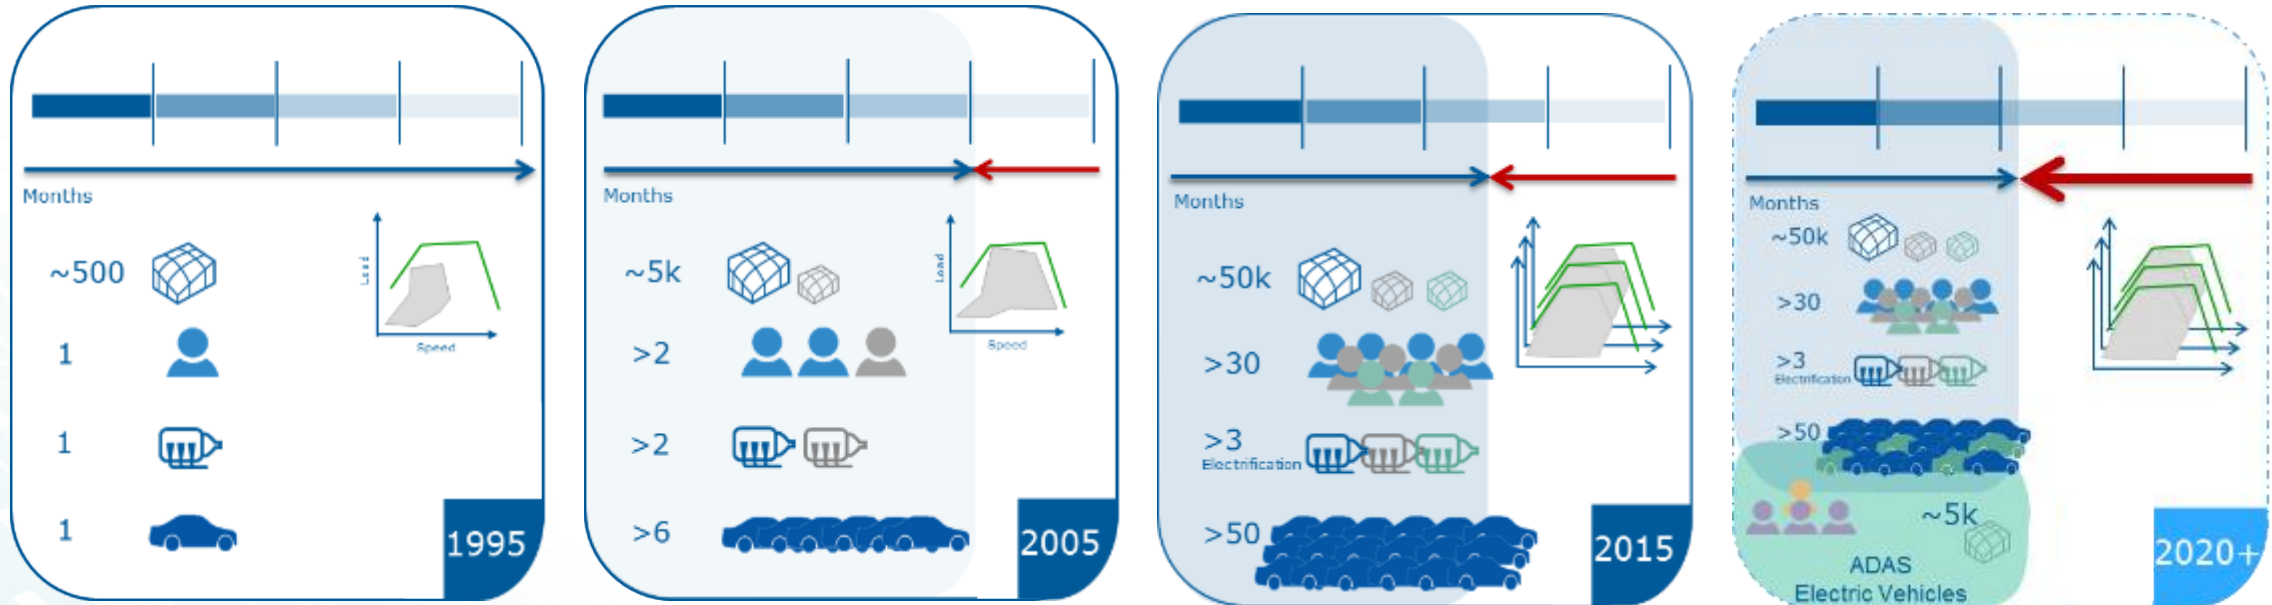 Months
~500
Load
Speed
1
1
1
1995
Months
~5k
Load
Speed
>2
>2
>6
2005
Months
~50k
>30
>3
Electrification
>50
2015
Months
~50k
>30
>3
Electrification
>50
~5k
ADAS
Electric Vehicles
2020+